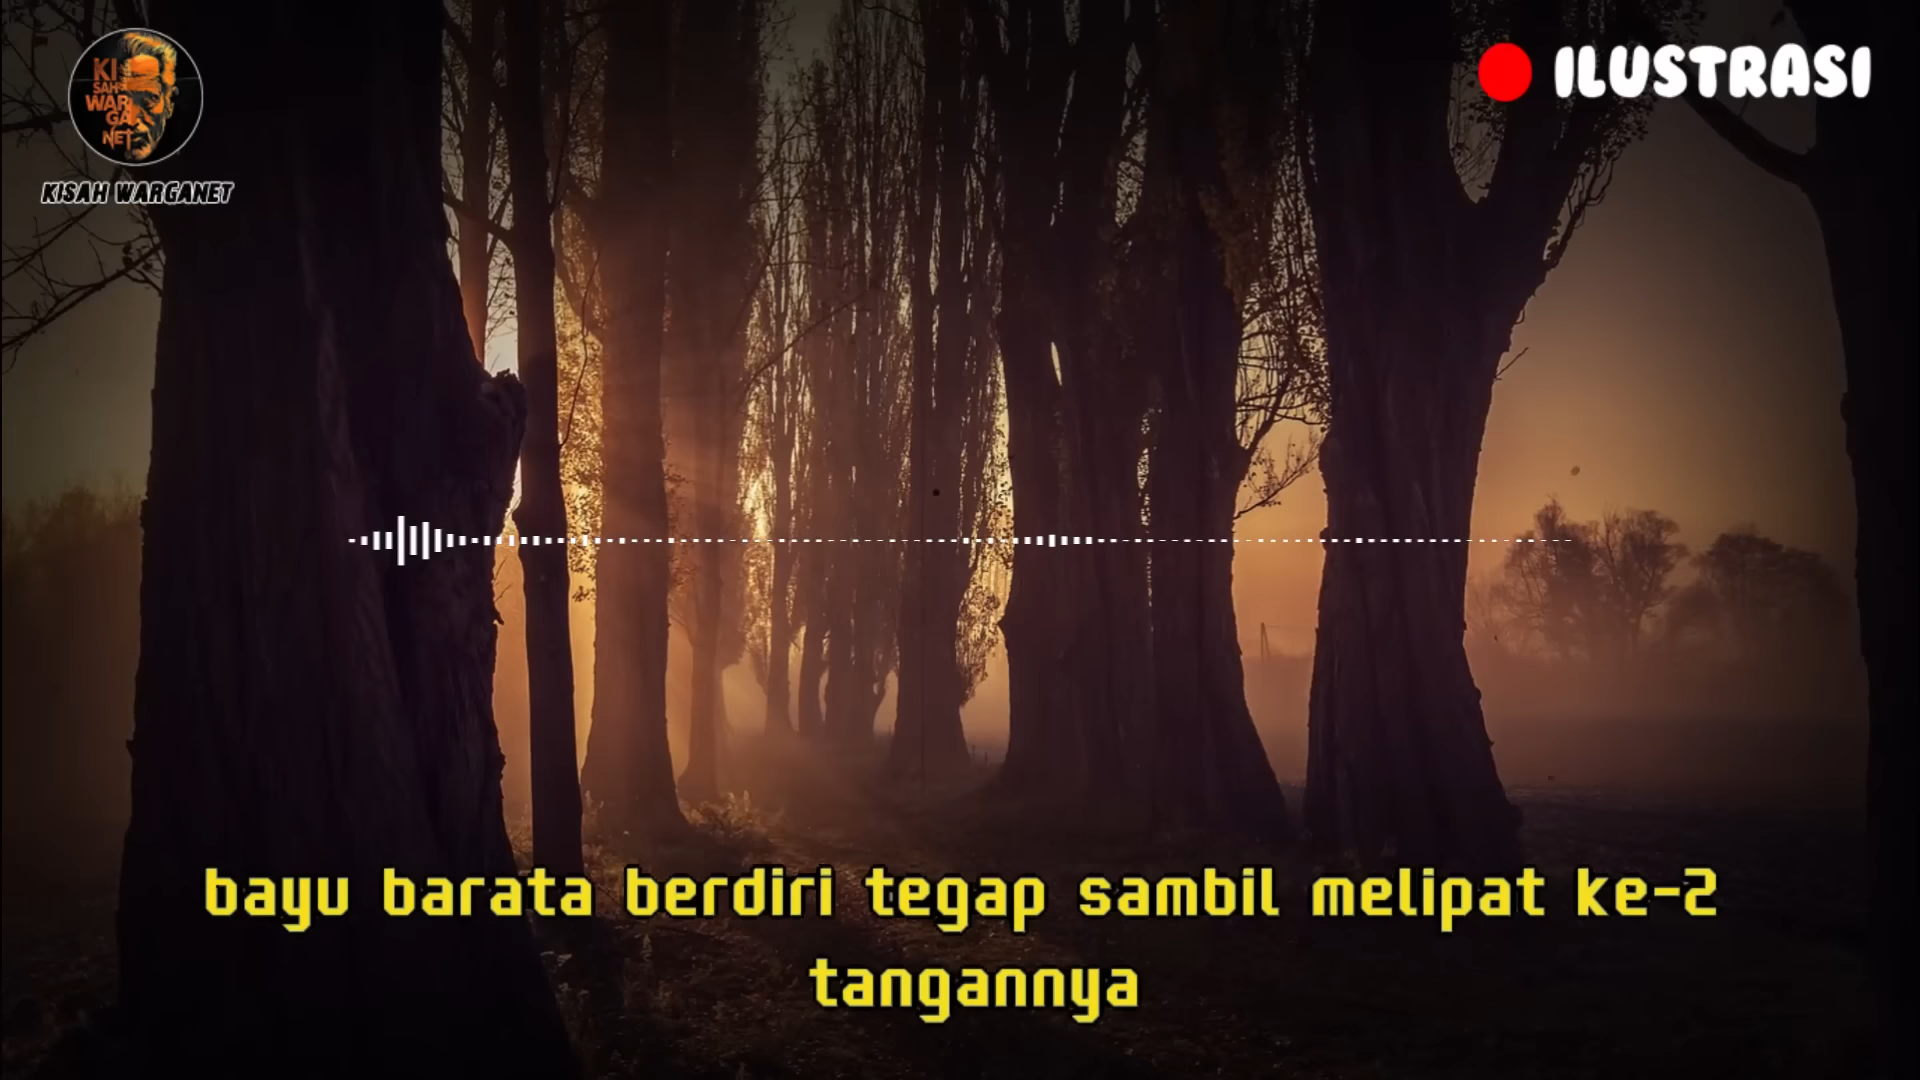 KI
SAH
WAR
GA
NET
KISAH WARGANET
ILUSTRASI
bayu barata berdiri tegap sambil melipat ke-2
tangannya